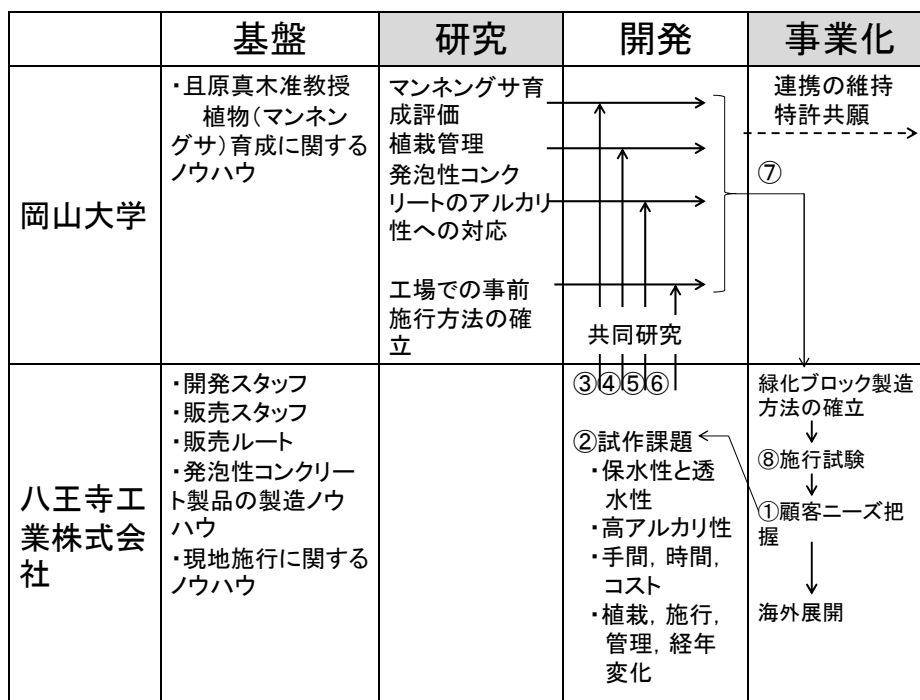 基盤
研究
開発
事業化
岡山大学
・且原真木准教授
植物（マンネン
グサ）育成に関する
ノウハウ
マンネングサ育
成評価
植栽管理
発泡性コンク
リートのアルカリ
性への対応
工場での事前
施行方法の確
立
共同研究
連携の維持
特許共願
⑦
八王寺工
業株式会
社
・開発スタッフ
・販売スタッフ
・販売ルート
・発泡性コンクリー
ト製品の製造ノウ
ハウ
・現地施行に関する
ノウハウ
③④⑤⑥
②試作課題
・保水性と透
水性
・高アルカリ性
・手間，時間，
コスト
・植栽，施行，
管理，経年
変化
緑化ブロック製造
方法の確立
⑧施行試験
①顧客ニーズ把
握
海外展開